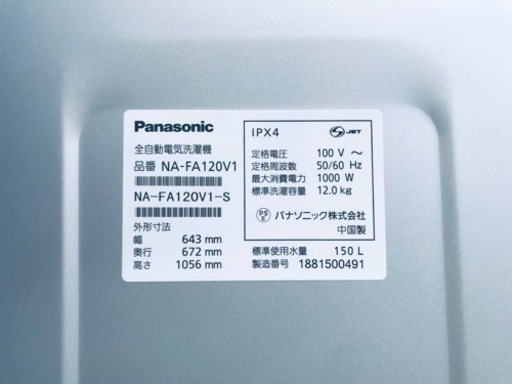 Panasonic
全自動電気洗濯機
品番 NA-FA120V1
NA-FA120V1-S
外形寸法
幅 643 mm
奥行 672 mm
高さ 1056 mm
IPX4
S JET
定格電圧 100 V ～
定格周波数 50/60 Hz
最大消費電力 1000 W
標準洗濯容量 12.0kg
PS E パナソニック株式会社
中国製
標準使用水量 150 L
製造番号 1881500491